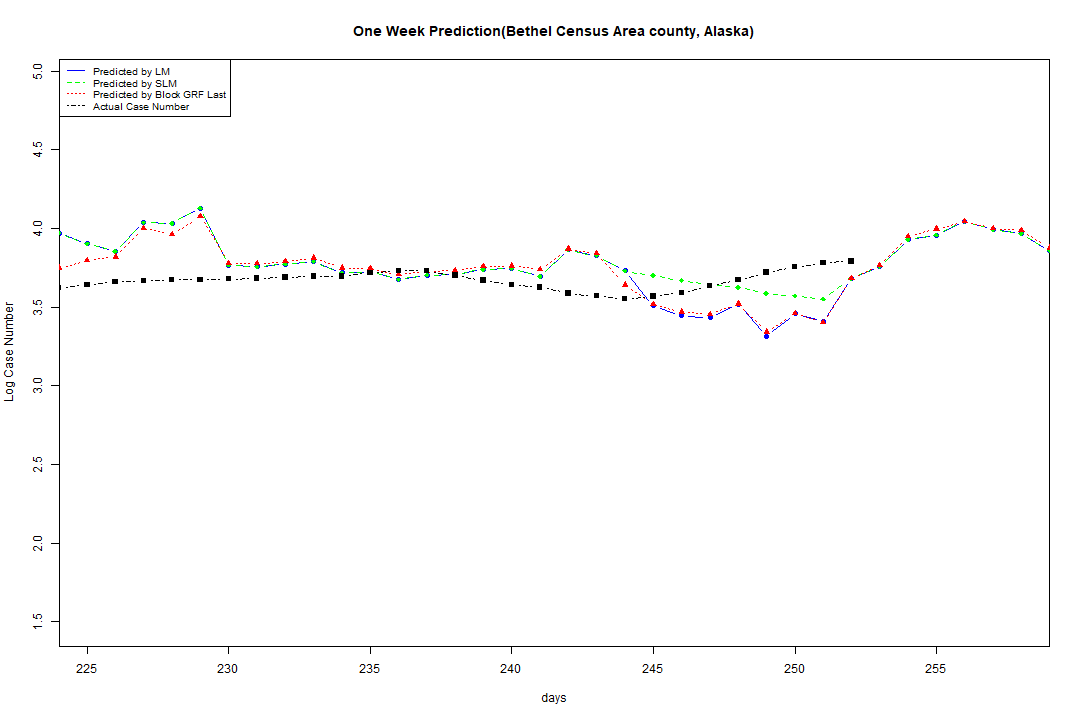 One Week Prediction(Bethel Census Area county, Alaska)
Predicted by LM
Predicted by SLM
Predicted by Block GRF Last
Actual Case Number
5.0
4.5
4.0
3.5
3.0
2.5
2.0
1.5
Log Case Number
225 230 235 240 245 250 255
days